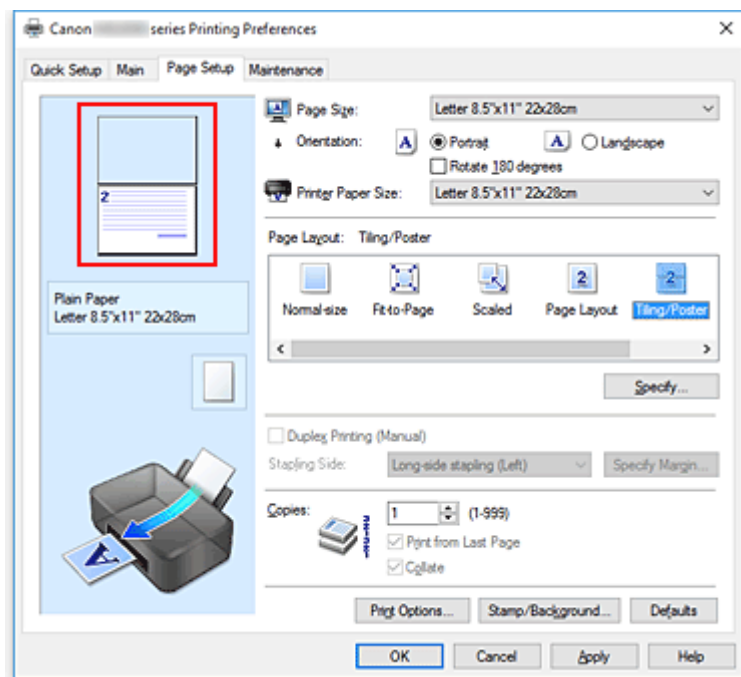 Canon series Printing Preferences
Quick Setup Main Page Setup Maintenance
Page Size: Letter 8.5"x11" 22x28cm
Orientation: A Portrait A Landscape
Rotate 180 degrees
Printer Paper Size: Letter 8.5"x11" 22x28cm
2
Page Layout: Tiling/Poster
2 2
Normal-size Fit-to-Page Scaled Page Layout Tiling/Poster
Plain Paper
Letter 8.5"x11" 22x28cm
Specify...
Duplex Printing (Manual)
Stapling Side: Long-side stapling (Left) Specify Margin...
Copies: 1 (1-999)
Print from Last Page
Collate
A
Print Options... Stamp/Background... Defaults
OK Cancel Apply Help